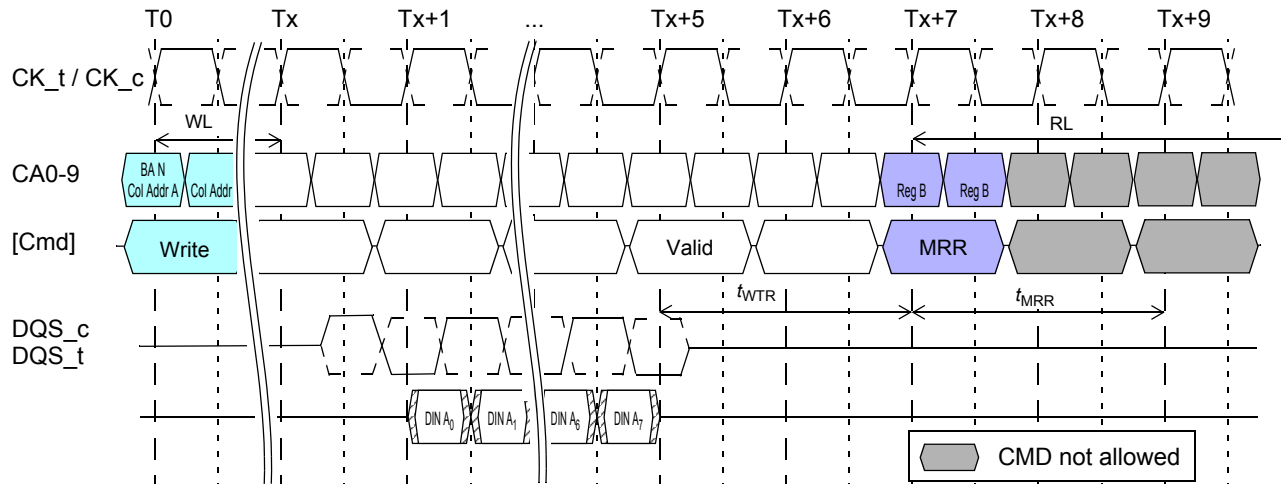 T0 Tx Tx+1 ... Tx+5 Tx+6 Tx+7 Tx+8 Tx+9
CK_t / CK_c
WL RL
CA0-9
BA N
Col Addr A Col Addr Reg B Reg B
[Cmd] Write Valid MRR
tWTR tMRR
DQS_c
DQS_t
DIN A0 DIN A1 DIN A6 DIN A7
CMD not allowed